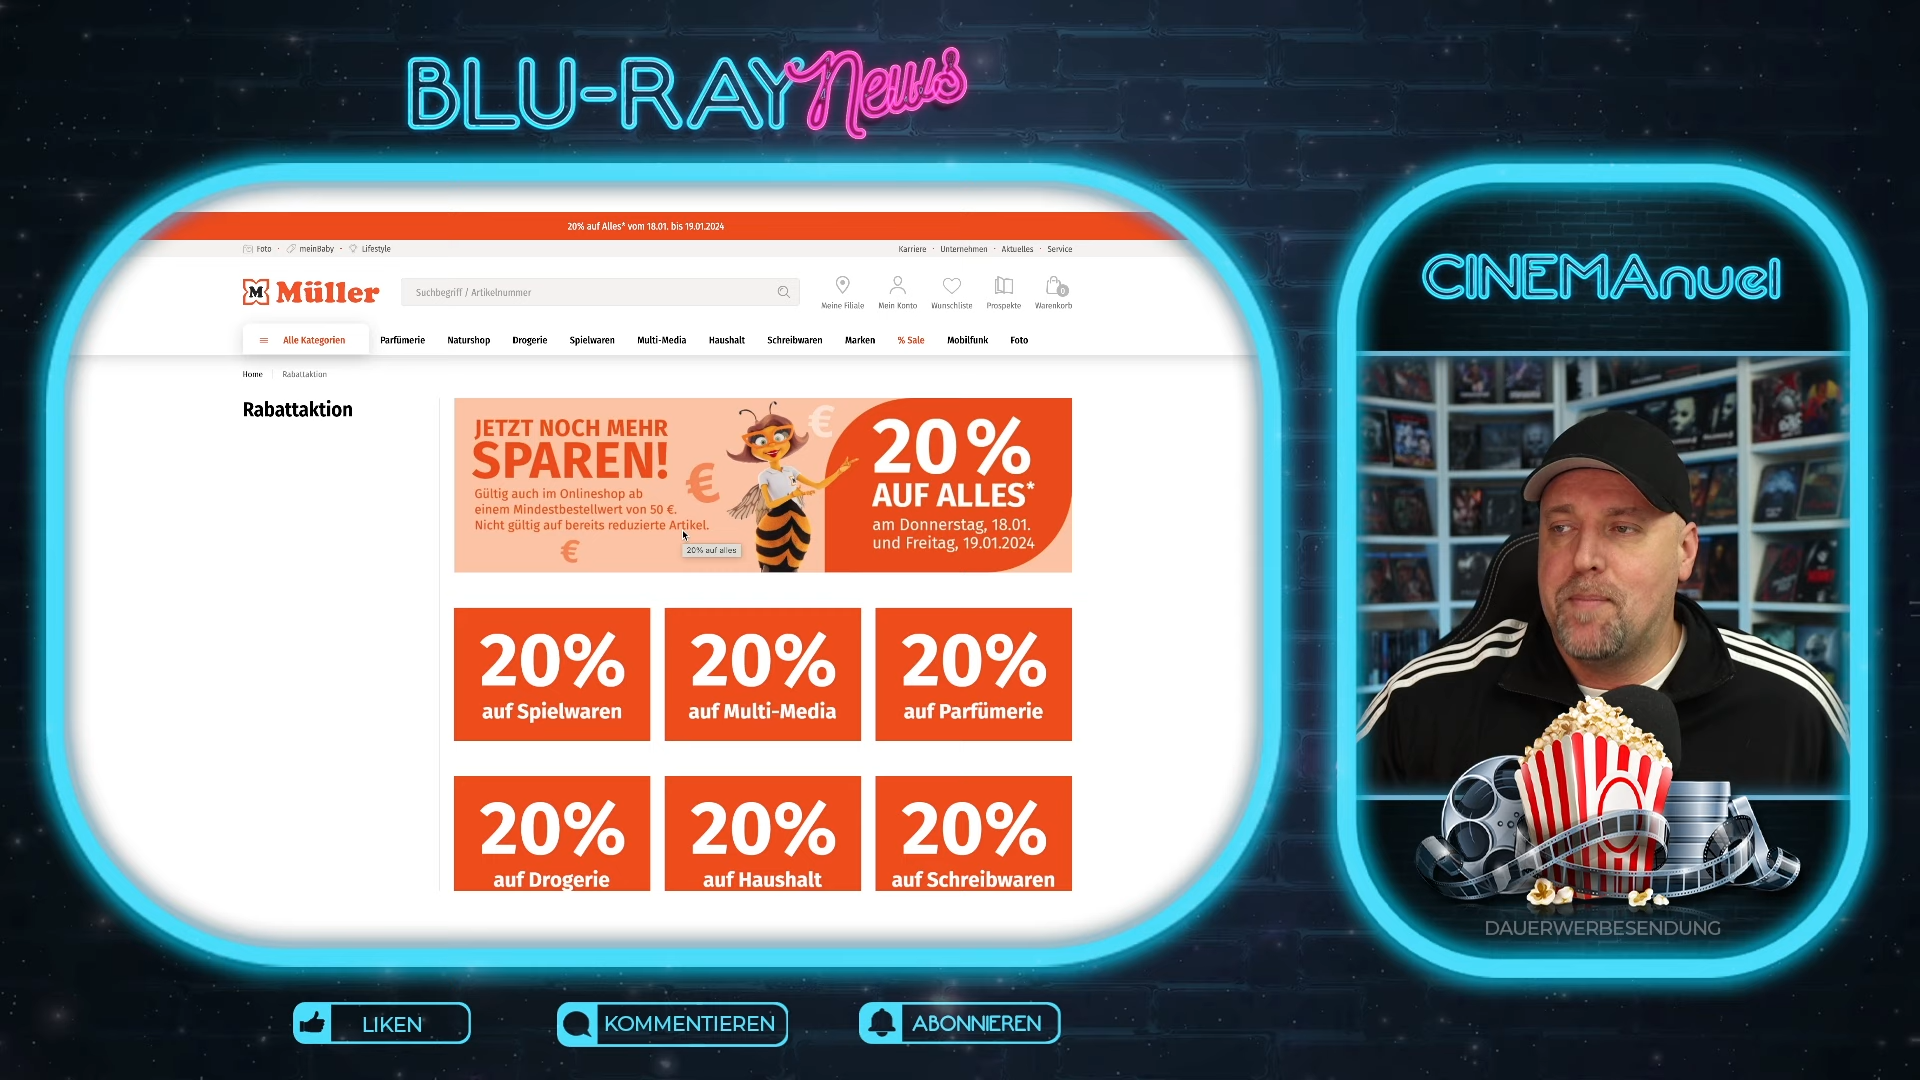 BLU-RAY News
20% auf Alles* vom 18.01. bis 19.01.2024
Foto · meinBaby · Lifestyle
Karriere · Unternehmen · Aktuelles · Service
M Müller
Suchbegriff / Artikelnummer
Meine Filiale
Mein Konto
Wunschliste
Prospekte
0
Warenkorb
Alle Kategorien
Parfümerie
Naturshop
Drogerie
Spielwaren
Multi-Media
Haushalt
Schreibwaren
Marken
% Sale
Mobilfunk
Foto
Home
Rabattaktion
Rabattaktion
JETZT NOCH MEHR
SPAREN!
Gültig auch im Onlineshop ab
einem Mindestbestellwert von 50 €.
Nicht gültig auf bereits reduzierte Artikel.
€
€
€
20% auf alles
20%
AUF ALLES*
am Donnerstag, 18.01.
und Freitag, 19.01.2024
20%
auf Spielwaren
20%
auf Multi-Media
20%
auf Parfümerie
20%
auf Drogerie
20%
auf Haushalt
20%
auf Schreibwaren
CINEMAnuel
DAUERWERBESENDUNG
LIKEN
KOMMENTIEREN
ABONNIEREN